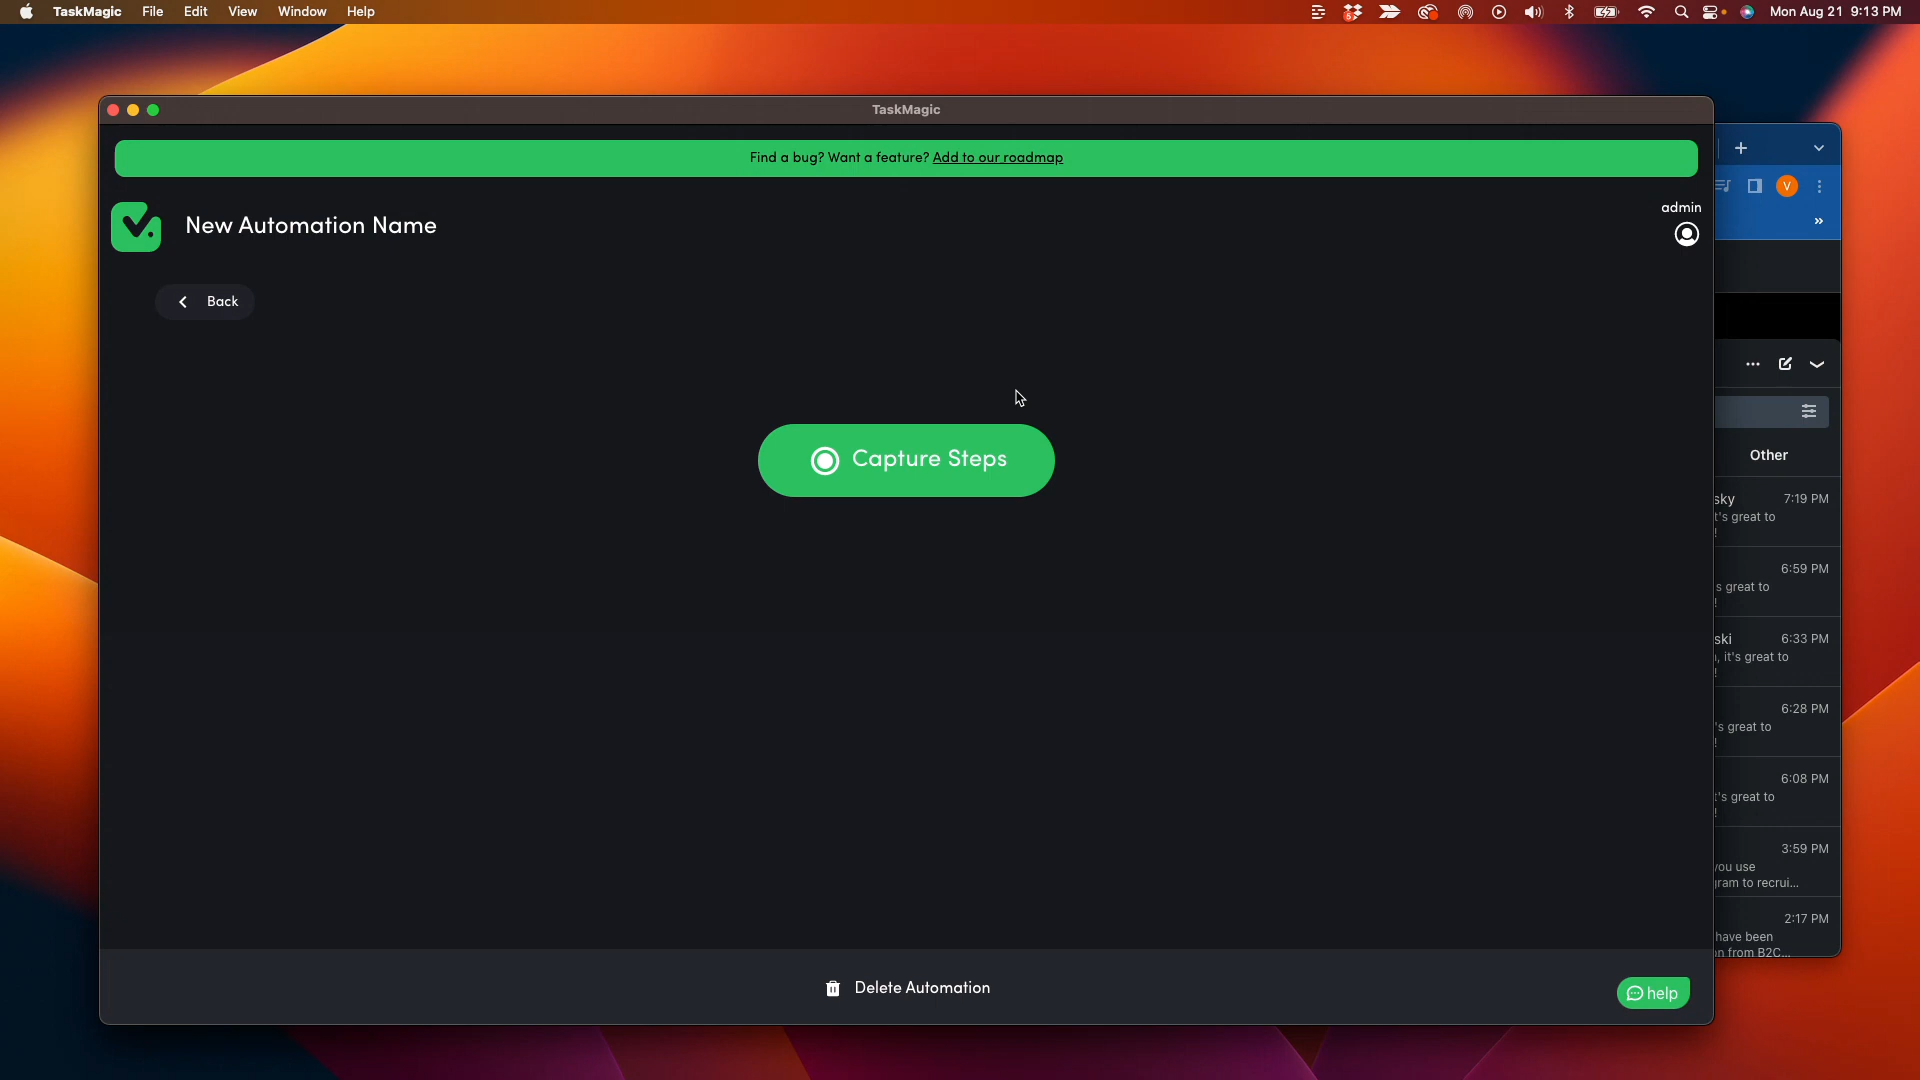 TaskMagic File Edit View Window Help
5
Mon Aug 21 9:13 PM
TaskMagic
Find a bug? Want a feature? Add to our roadmap
New Automation Name
admin
Back
Capture Steps
Delete Automation
help
V
»
Other
sky 7:19 PM
t's great to
!
6:59 PM
s great to
!
ski 6:33 PM
, it's great to
!
6:28 PM
's great to
!
6:08 PM
t's great to
!
3:59 PM
you use
gram to recrui...
2:17 PM
have been
n from B2C...